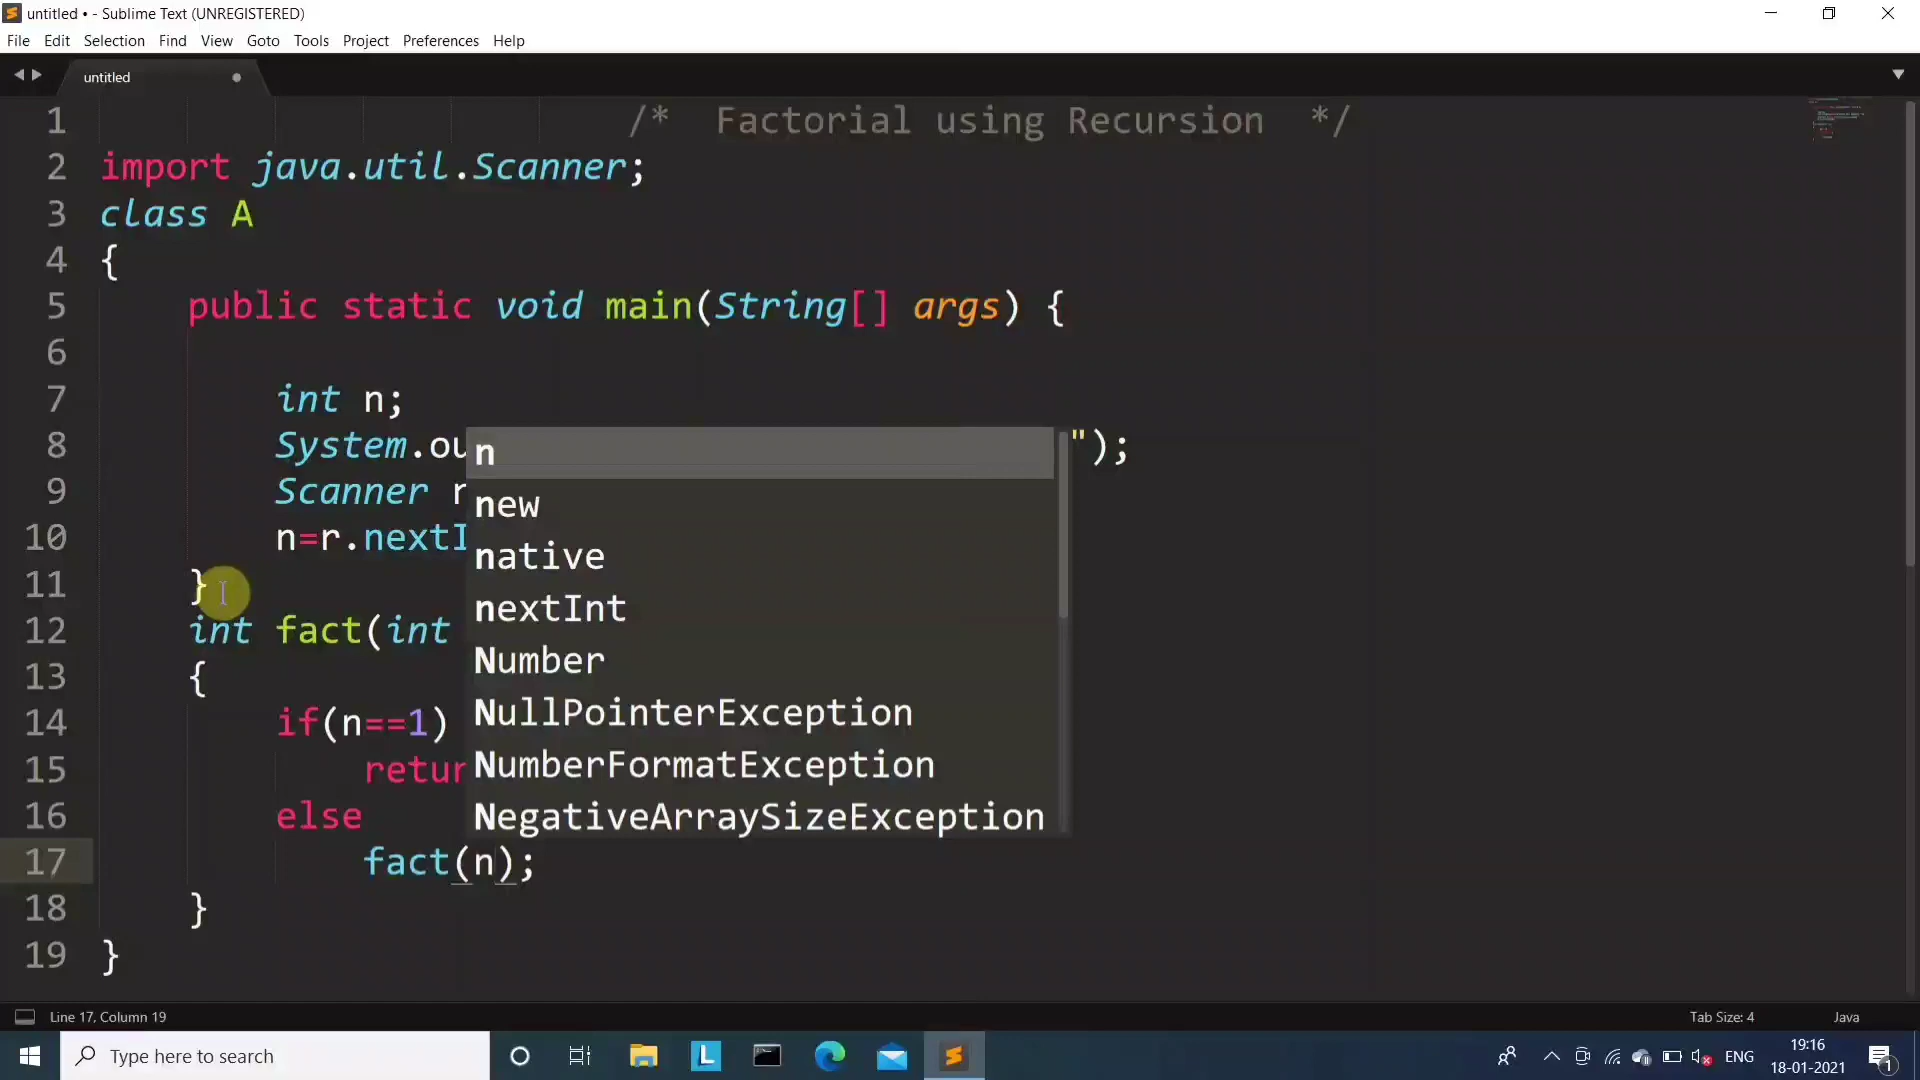 untitled • - Sublime Text (UNREGISTERED)
File Edit Selection Find View Goto Tools Project Preferences Help
untitled
1 /* Factorial using Recursion */
2 import java.util.Scanner;
3 class A
4 {
5 public static void main(String[] args) {
6
7 int n;
8 System.ou ");
9 Scanner r
10 n=r.nextI
11 }
12 int fact(int
13 {
14 if(n==1)
15 retur
16 else
17 fact(n);
18 }
19 }
n
new
native
nextInt
Number
NullPointerException
NumberFormatException
NegativeArraySizeException
Line 17, Column 19 Tab Size: 4 Java
Type here to search
L
ENG
19:16
18-01-2021
1